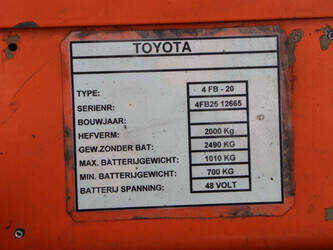 TOYOTA
TYPE: 4 FB - 20
SERIENR: 4FB25 12665
BOUWJAAR:
HEFVERM: 2000 Kg
GEW.ZONDER BAT: 2490 KG
MAX. BATTERIJGEWICHT: 1010 KG
MIN. BATTERIJGEWICHT: 700 KG
BATTERIJ SPANNING: 48 VOLT